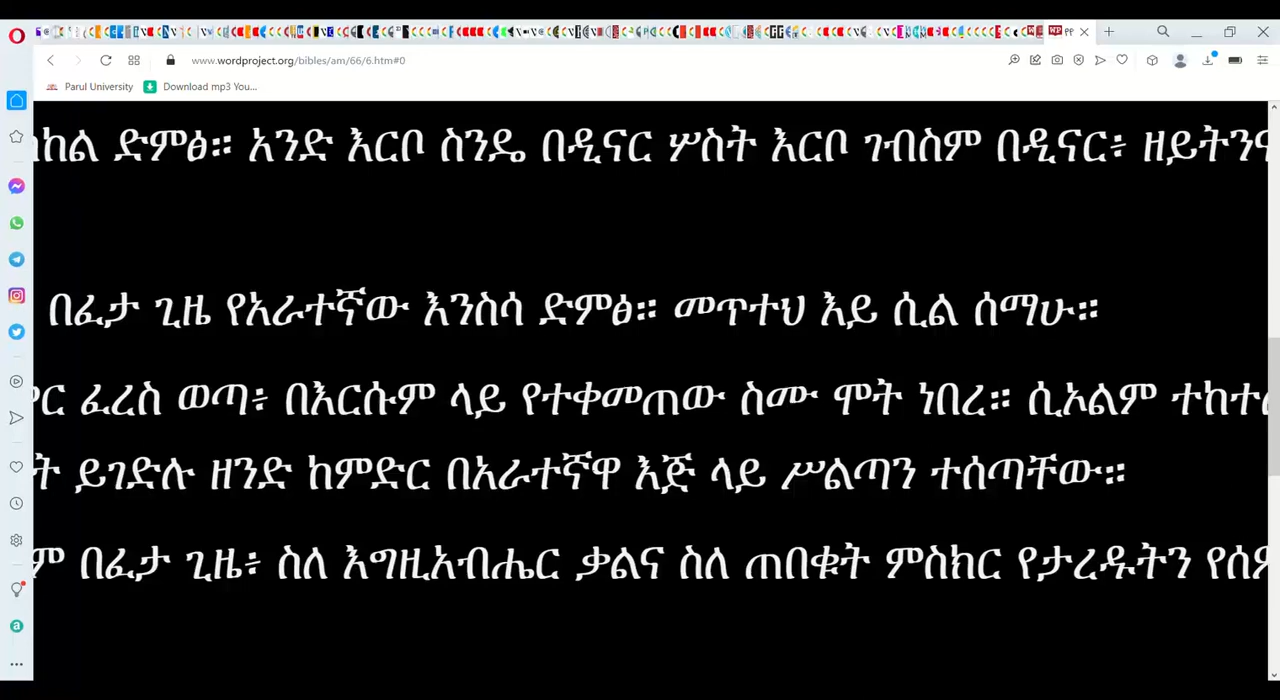 www.wordproject.org/bibles/am/66/6.htm#0
Parul University Download mp3 You...
ድምፅ። አንድ እርቦ ስንዴ በዲናር ሦስት እርቦ ገብስም በዲናር፥
በፈታ ጊዜ የአራተኛው እንስሳ ድምፅ። መጥተህ እይ ሲል ሰማሁ።
ፈረስ ወጣ፥ በእርሱም ላይ የተቀመጠው ስሙ ሞት ነበረ። ሲኦልም
ይገድሉ ዘንድ ከምድር በአራተኛዋ እጅ ላይ ሥልጣን ተሰጣቸው።
በፈታ ጊዜ፥ ስለ እግዚአብሔር ቃልና ስለ ጠበቁት ምስክር የታረዱትን